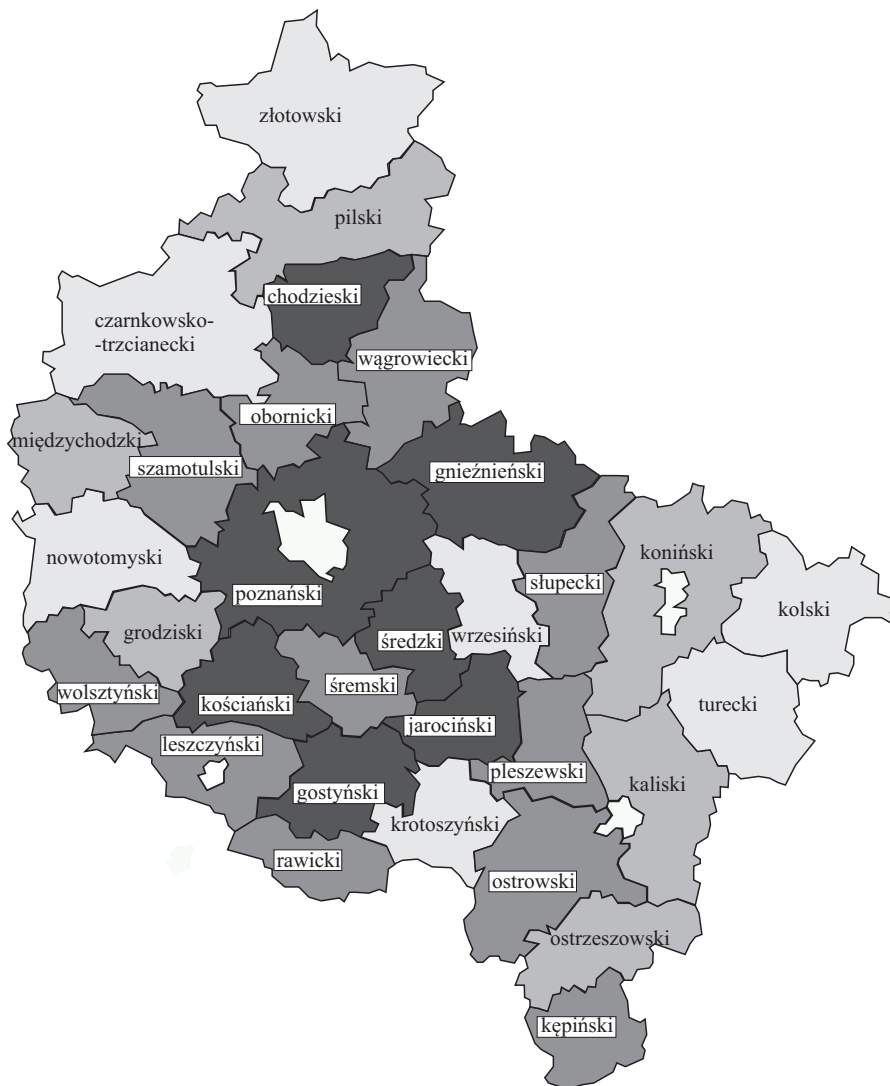 złotowski
pilski
chodzieski
czarnkowsko-
-trzcianecki
wągrowiecki
obornicki
międzychodzki
szamotulski
gnieźnieński
nowotomyski
koniński
słupecki
poznański
kolski
grodziski
średzki
wrzesiński
wolsztyński
śremski
kościański
turecki
jarociński
leszczyński
pleszewski
kaliski
gostyński
krotoszyński
rawicki
ostrowski
ostrzeszowski
kępiński